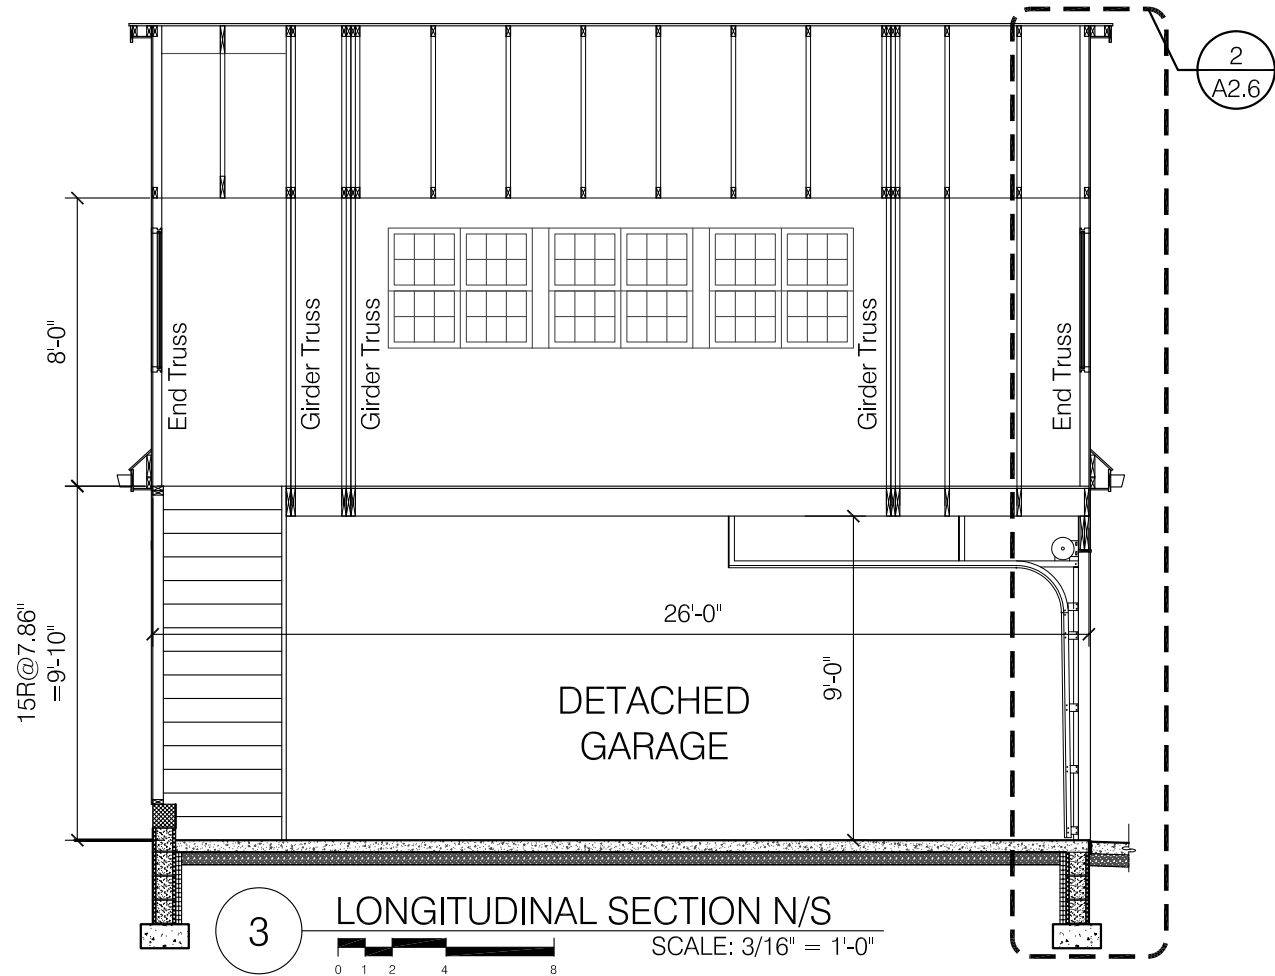 2
A2.6
8'-0"
End Truss
Girder Truss
Girder Truss
Girder Truss
End Truss
15R@7.86"
=9'-10"
26'-0"
9'-0"
DETACHED
GARAGE
3
LONGITUDINAL SECTION N/S
SCALE: 3/16" = 1'-0"
0 1 2 4 8